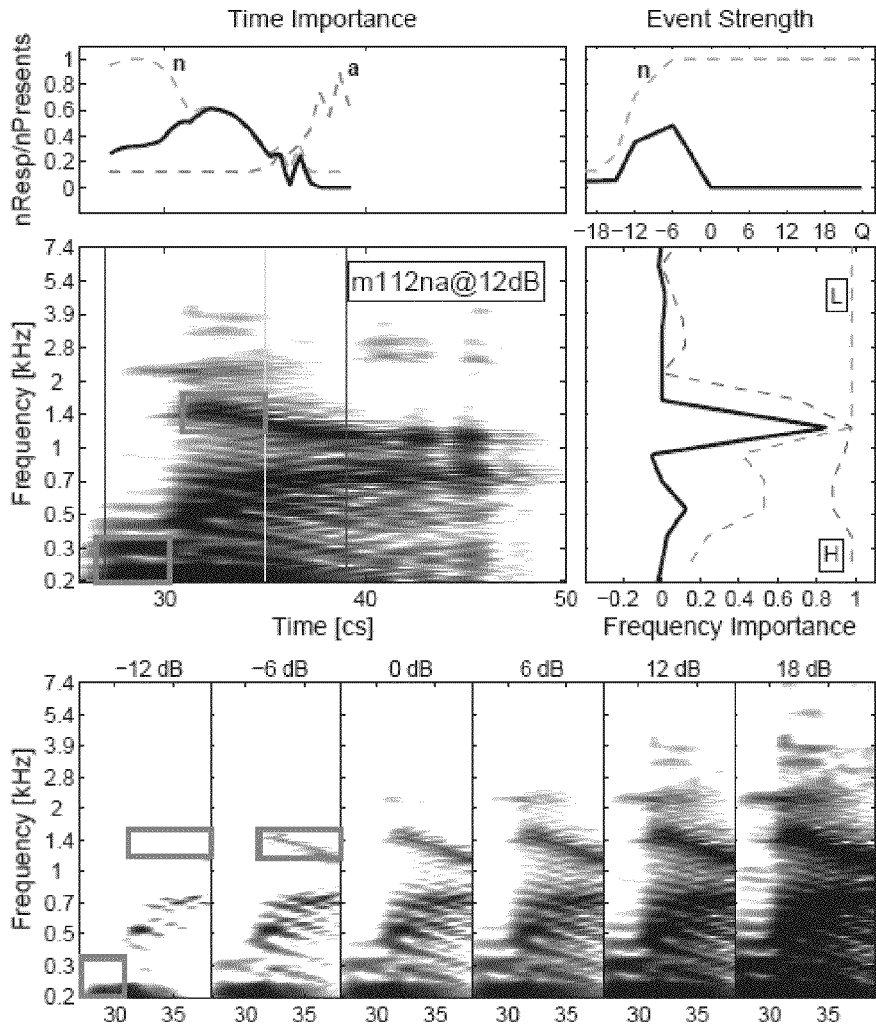 Time Importance
Event Strength
nResp/nPresents
1
0.8
0.6
0.4
0.2
0
n
a
n
−18 −12 −6 0 6 12 18 Q
Frequency [kHz]
7.4
5.4
3.9
2.8
2
1.4
1
0.7
0.5
0.3
0.2
m112na@12dB
L
H
30 40 50
Time [cs]
−0.2 0 0.2 0.4 0.6 0.8 1
Frequency Importance
−12 dB −6 dB 0 dB 6 dB 12 dB 18 dB
Frequency [kHz]
7.4
5.4
3.9
2.8
2
1.4
1
0.7
0.5
0.3
0.2
30 35 30 35 30 35 30 35 30 35 30 35